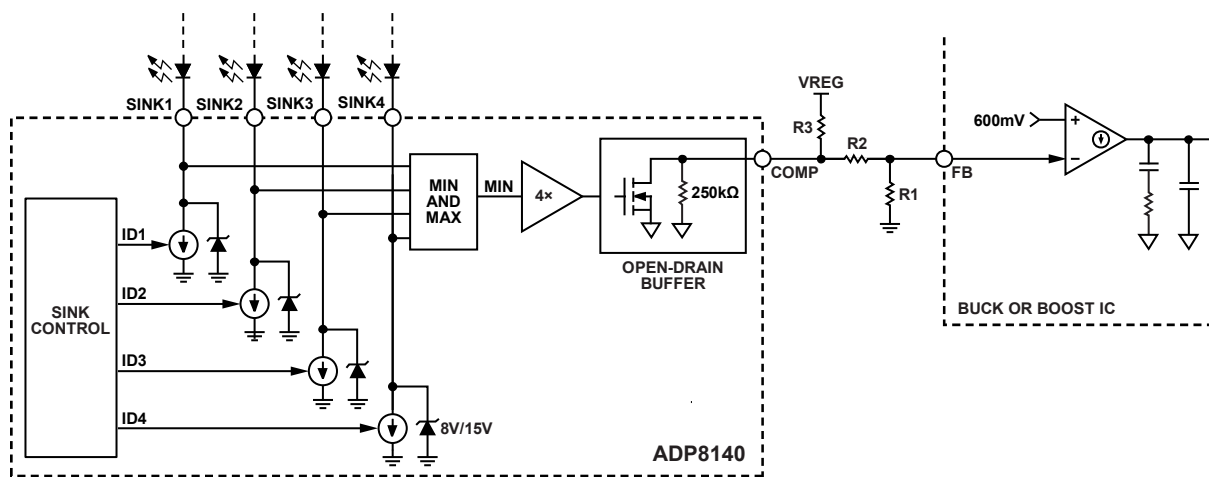 SINK1
SINK2
SINK3
SINK4
VREG
R3
R2
COMP
R1
FB
600mV
MIN
AND
MAX
MIN
4×
250kΩ
OPEN-DRAIN
BUFFER
SINK
CONTROL
ID1
ID2
ID3
ID4
8V/15V
ADP8140
BUCK OR BOOST IC
+
−